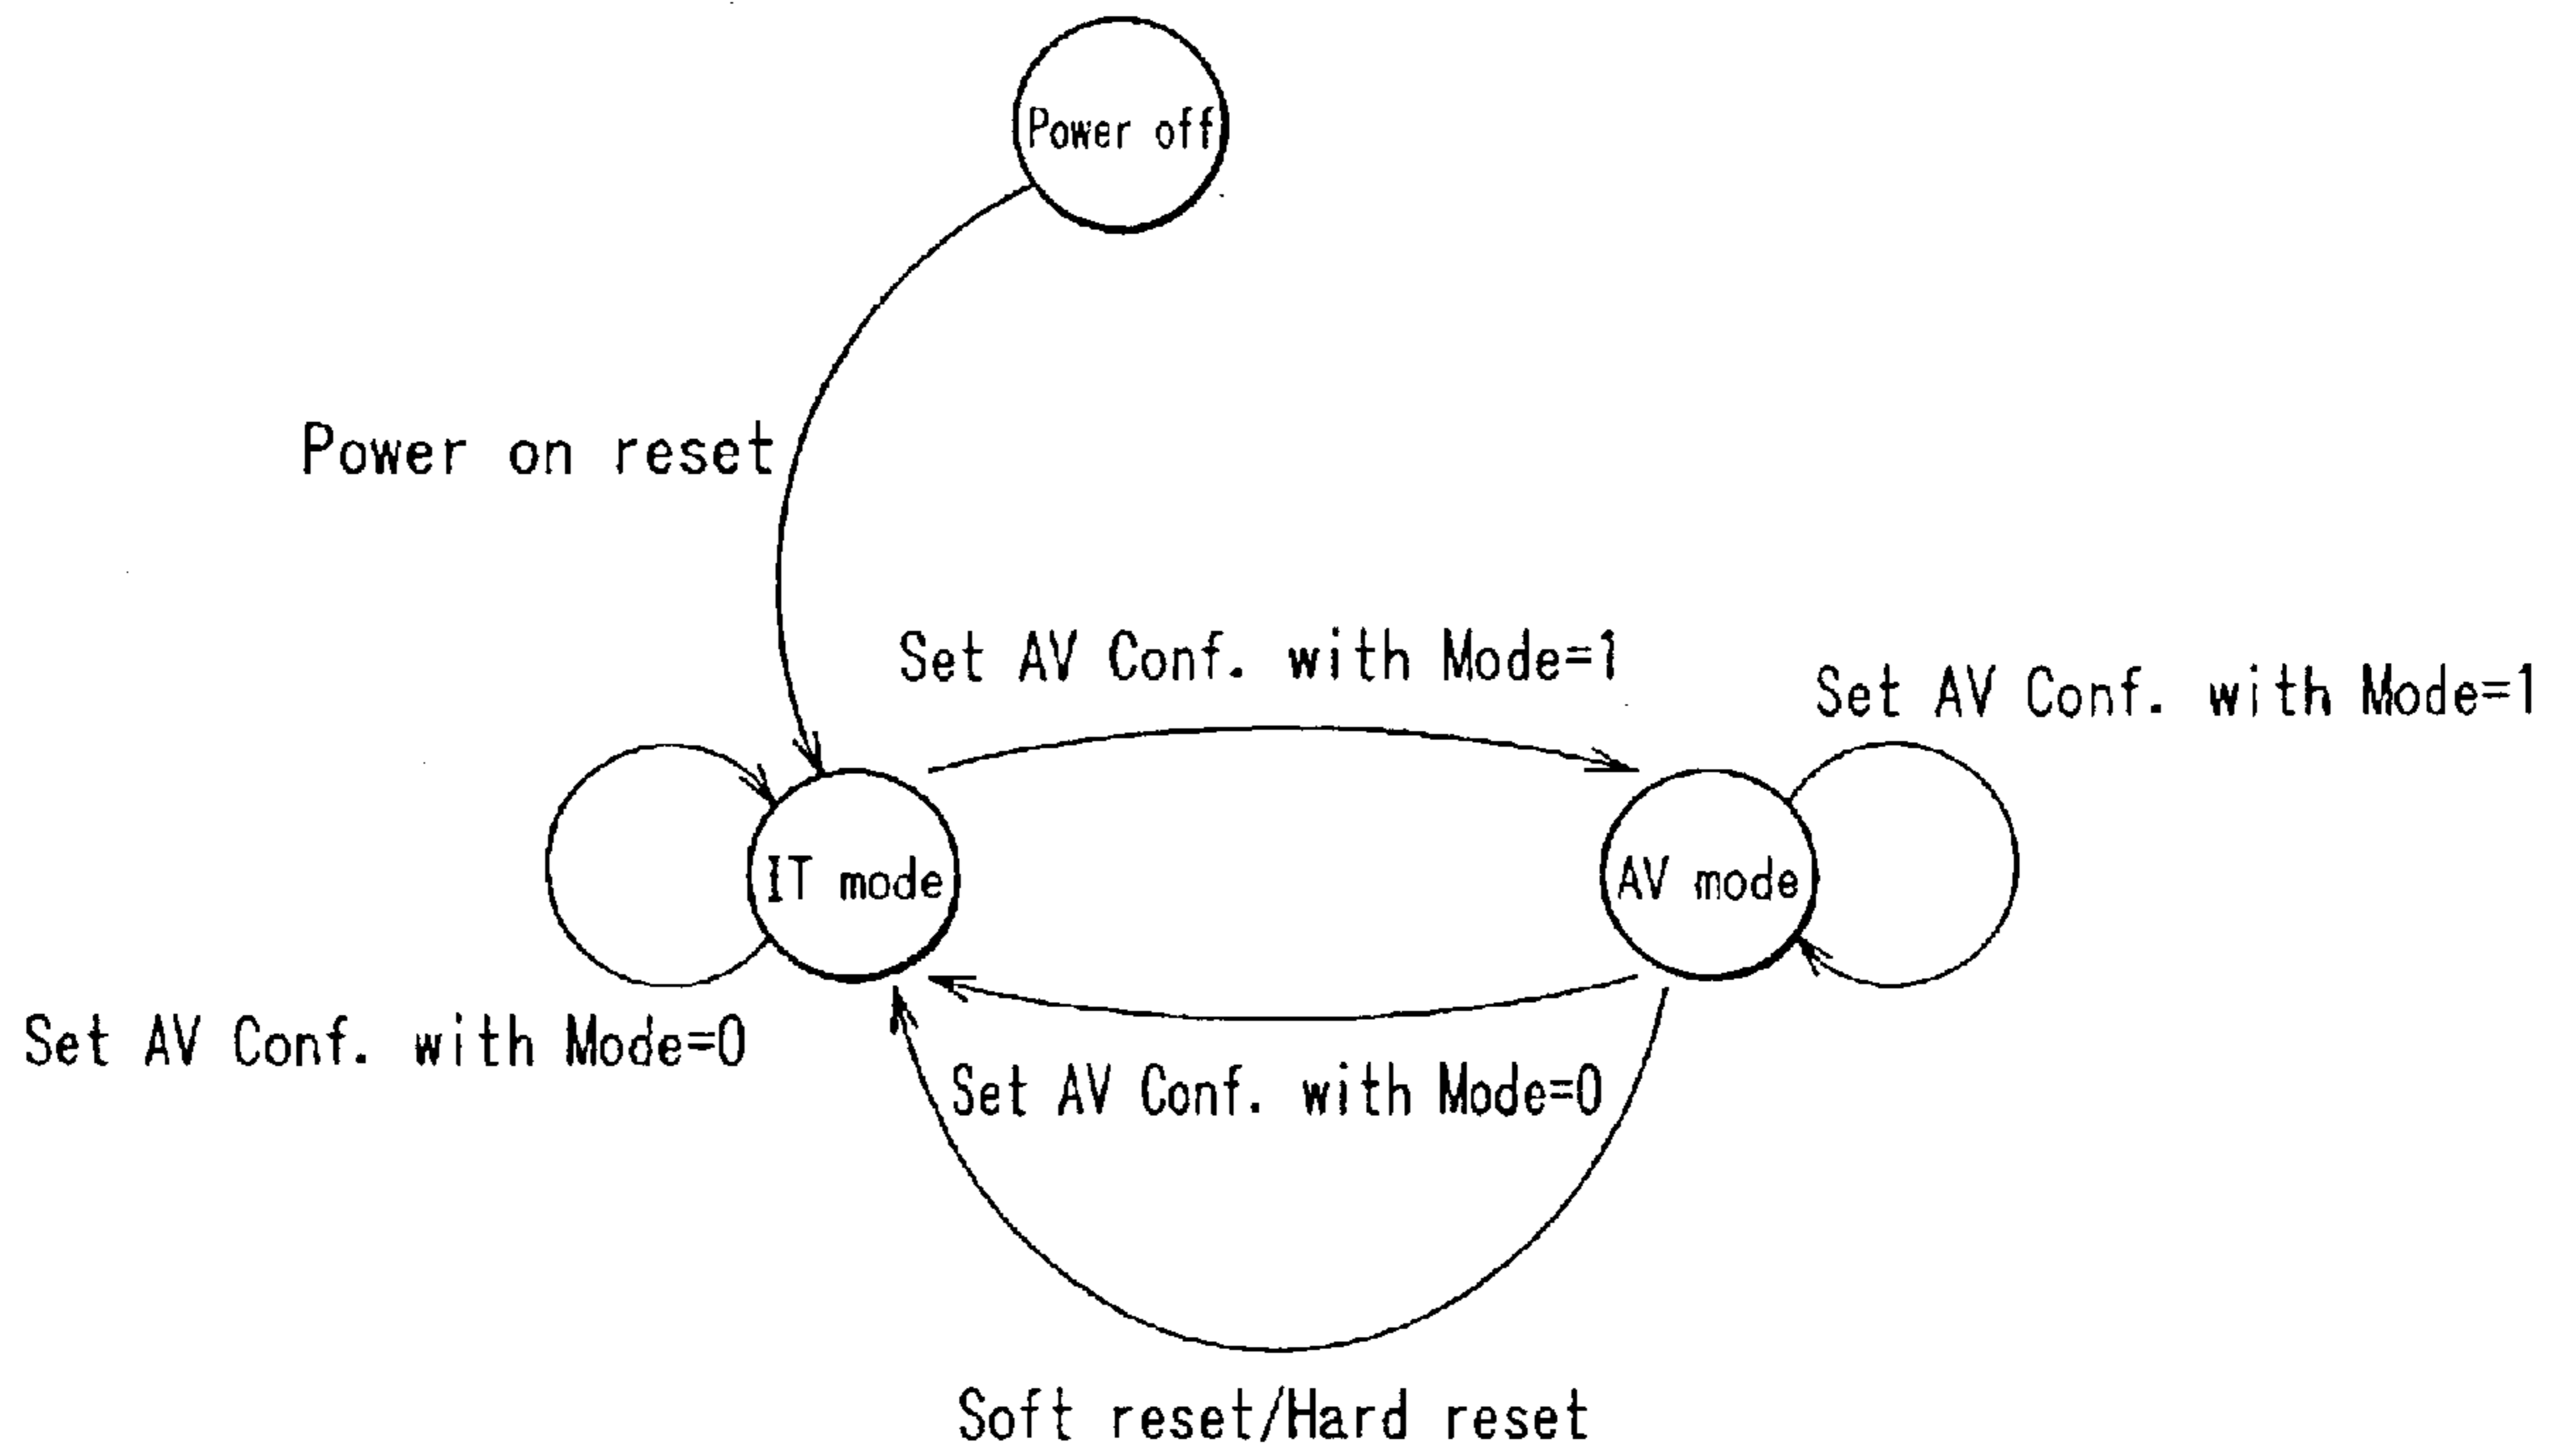 Power off
Power on reset
Set AV Conf. with Mode=1
Set AV Conf. with Mode=1
IT mode
AV mode
Set AV Conf. with Mode=0
Set AV Conf. with Mode=0
Soft reset/Hard reset